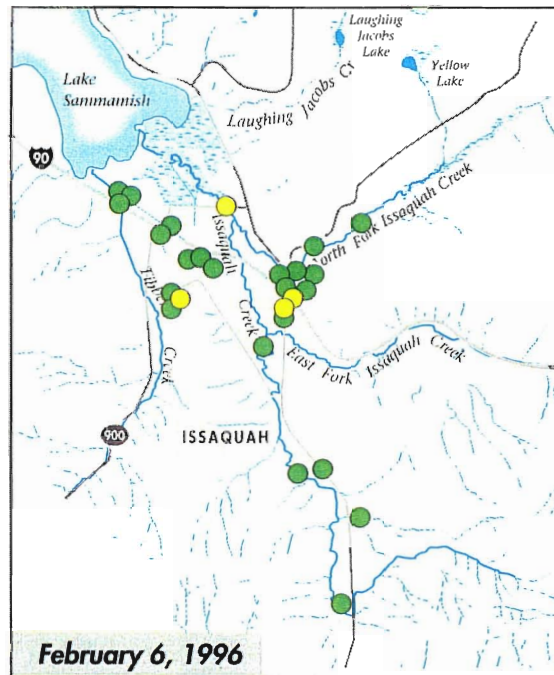 Laughing
Jacobs
Lake
Yellow
Lake
Lake
Sammamish
Laughing Jacobs Cr
90
North Fork Issaquah Creek
Issaquah
Creek
Creek
East Fork Issaquah Creek
900
ISSAQUAH
February 6, 1996